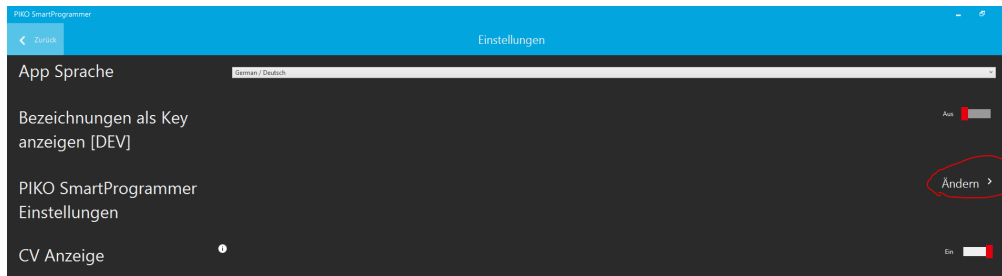 PIKO SmartProgrammer
Zurück
Einstellungen
App Sprache
German / Deutsch
Bezeichnungen als Key
anzeigen [DEV]
Aus
PIKO SmartProgrammer
Einstellungen
Ändern
CV Anzeige
Ein